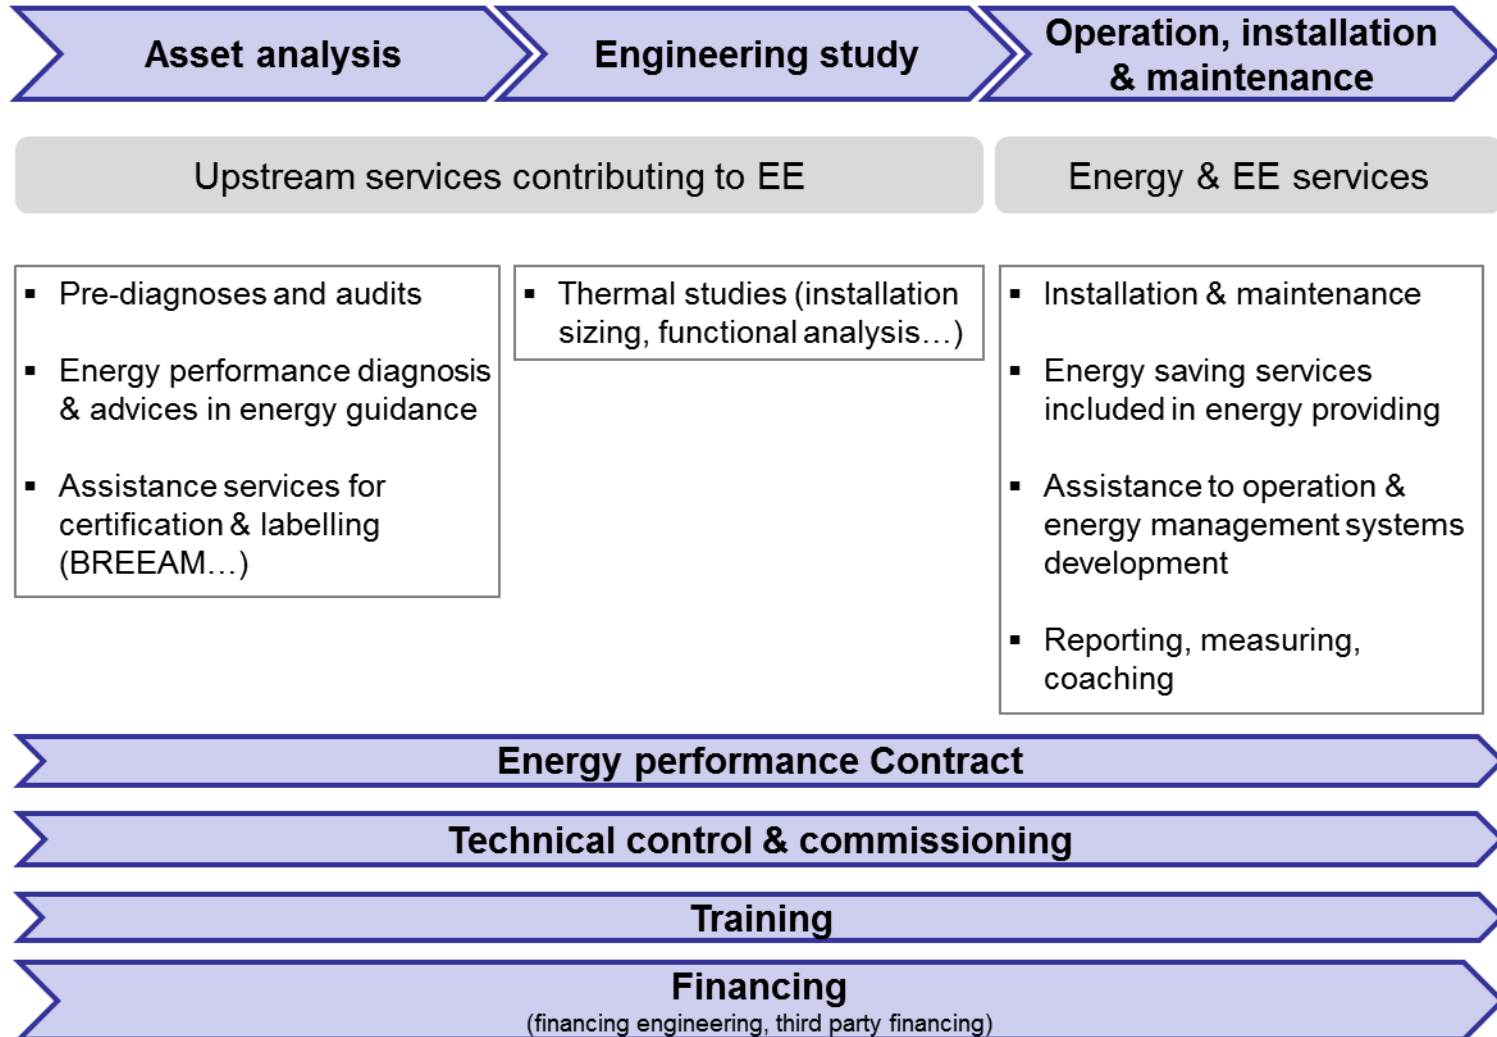 Asset analysis
Engineering study
Operation, installation
& maintenance
Upstream services contributing to EE
Energy & EE services
▪ Pre-diagnoses and audits
▪ Energy performance diagnosis
& advices in energy guidance
▪ Assistance services for
certification & labelling
(BREEAM…)
▪ Thermal studies (installation
sizing, functional analysis…)
▪ Installation & maintenance
▪ Energy saving services
included in energy providing
▪ Assistance to operation &
energy management systems
development
▪ Reporting, measuring,
coaching
Energy performance Contract
Technical control & commissioning
Training
Financing
(financing engineering, third party financing)